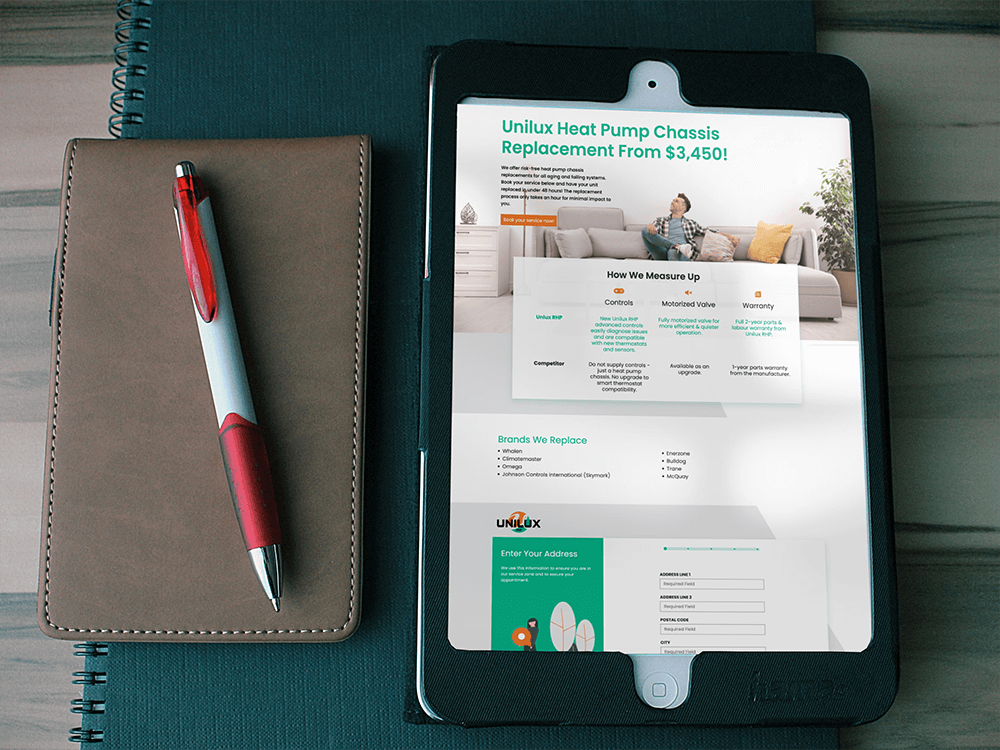 Unilux Heat Pump Chassis
Replacement From $3,450!
We offer risk-free heat pump chassis
replacements for all aging and failing systems.
Book your service below and have your unit
replaced in under 48 hours! The replacement
process only takes an hour for minimal impact to
you.
book your service now!
How We Measure Up
Controls
Motorized Valve
Warranty
Unilux RHP
New Unilux RHP
advanced controls
easily diagnose issues
and are compatible
with new thermostats
and sensors.
Fully motorized valve for
more efficient & quieter
operation.
Full 2-year parts &
labour warranty from
Unilux RHP.
Competitor
Do not supply controls -
just a heat pump
chassis. No upgrade to
smart thermostat
compatibility.
Available as an
upgrade.
1-year parts warranty
from the manufacturer.
Brands We Replace
Whalen
Climatemaster
Omega
Johnson Controls International (Skymark)
Enerzone
Bulldog
Trane
McQuay
UNILUX
Enter Your Address
We use this information to ensure you are in
our service zone and to secure your
appointment.
ADDRESS LINE 1
Required Field
ADDRESS LINE 2
Required Field
POSTAL CODE
Required Field
CITY
Required Field